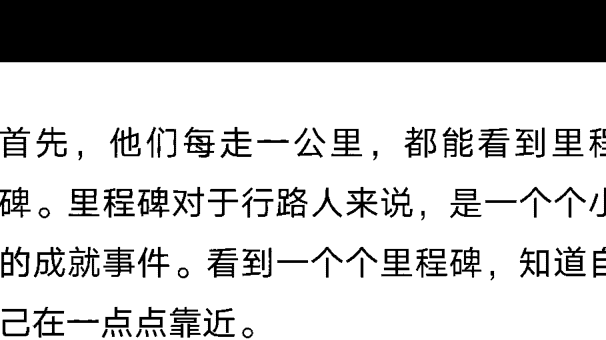 首先，他们每走一公里，都能看到里程
碑。里程碑对于行路人来说，是一个个小
的成就事件。看到一个个里程碑，知道自
己在一点点靠近。